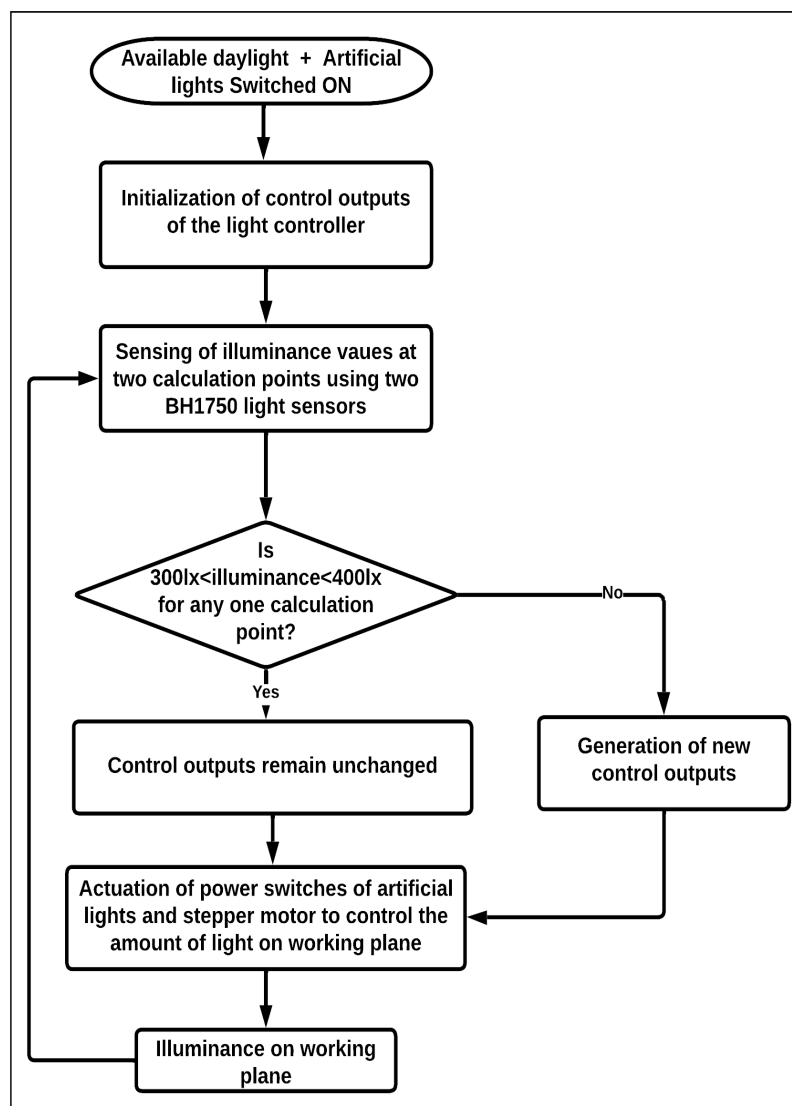 Available daylight + Artificial
lights Switched ON
Initialization of control outputs
of the light controller
Sensing of illuminance vaues at
two calculation points using two
BH1750 light sensors
Is
300lx<illuminance<400lx
for any one calculation
point?
No
Yes
Control outputs remain unchanged
Generation of new
control outputs
Actuation of power switches of artificial
lights and stepper motor to control the
amount of light on working plane
Illuminance on working
plane